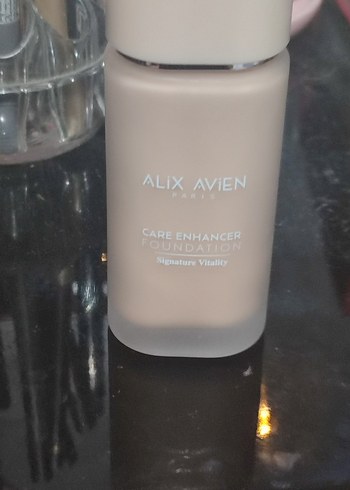 ALiX AViEN
PARIS
CARE ENHANCER
FOUNDATION
Signature Vitality